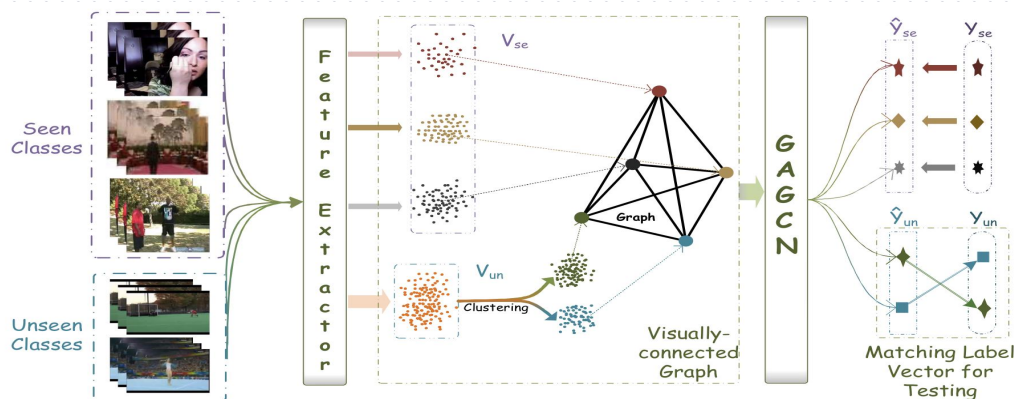 Seen
Classes
Unseen
Classes
Feature Extractor
V_se
V_un
Clustering
Graph
Visually-
connected
Graph
GAGCN
Ŷ_se
Y_se
Ŷ_un
Y_un
Matching Label
Vector for
Testing